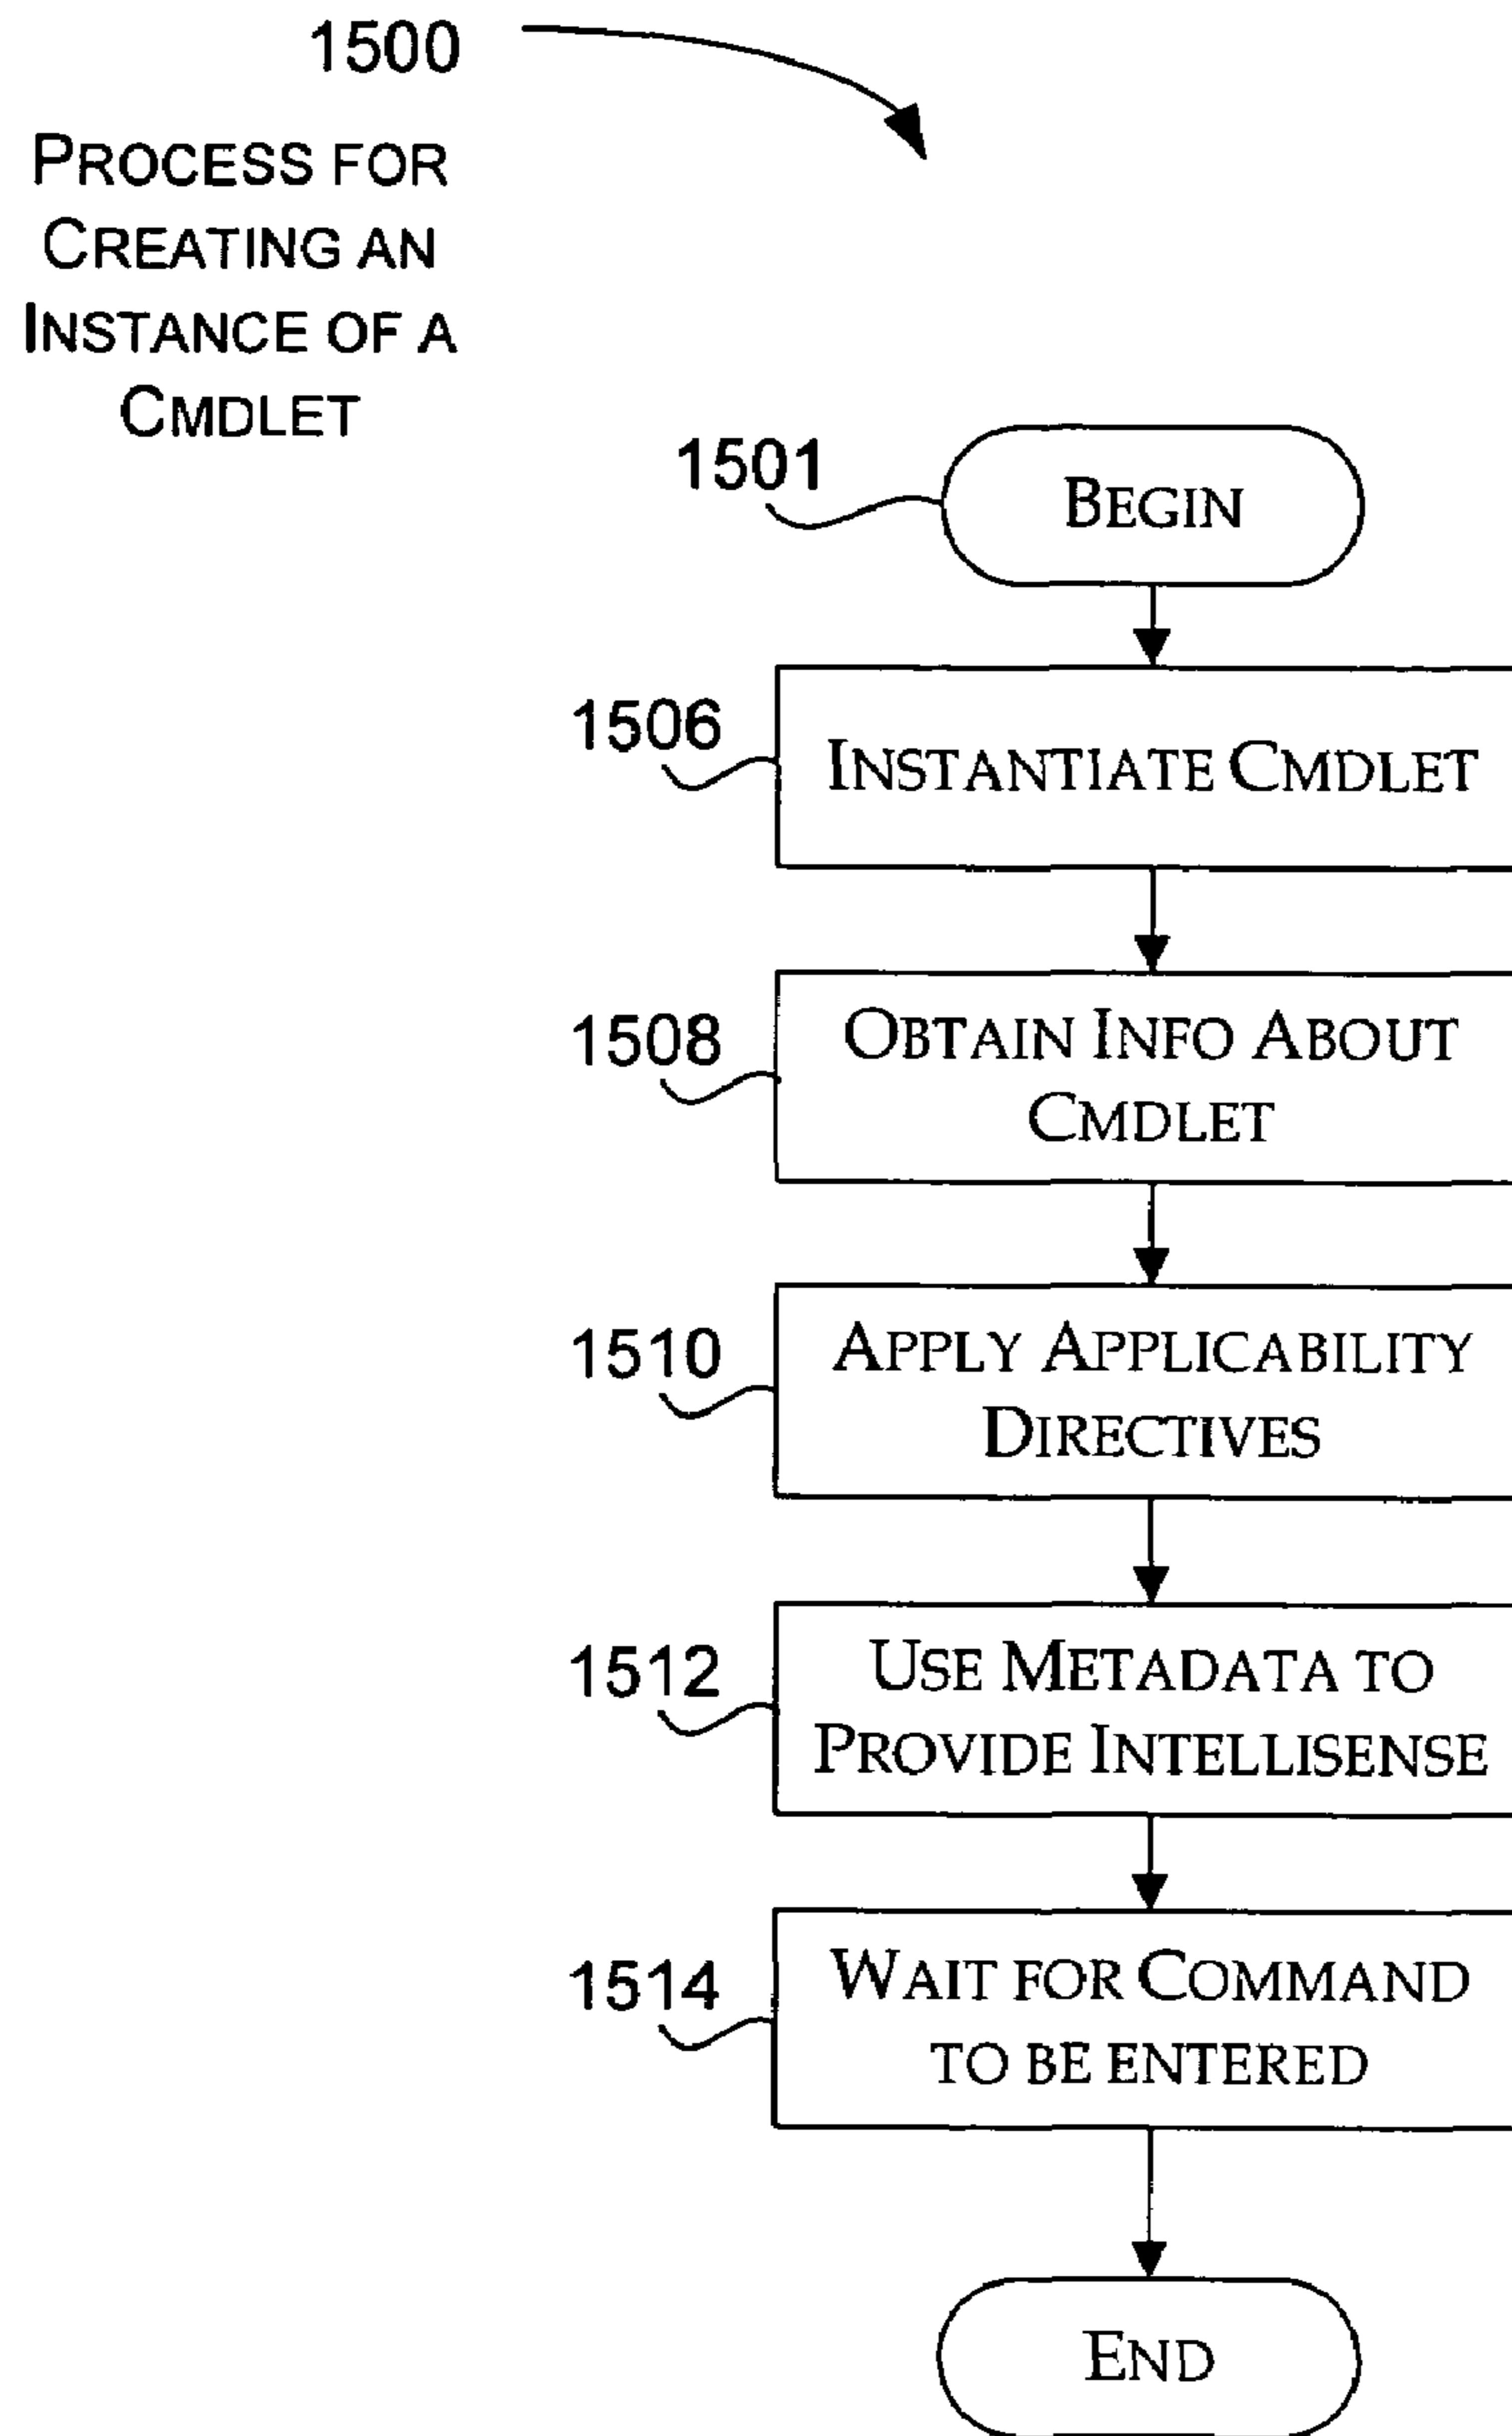 1500
PROCESS FOR
CREATING AN
INSTANCE OF A
CMDLET
1501
BEGIN
1506
INSTANTIATE CMDLET
1508
OBTAIN INFO ABOUT
CMDLET
1510
APPLY APPLICABILITY
DIRECTIVES
1512
USE METADATA TO
PROVIDE INTELLISENSE
1514
WAIT FOR COMMAND
TO BE ENTERED
END